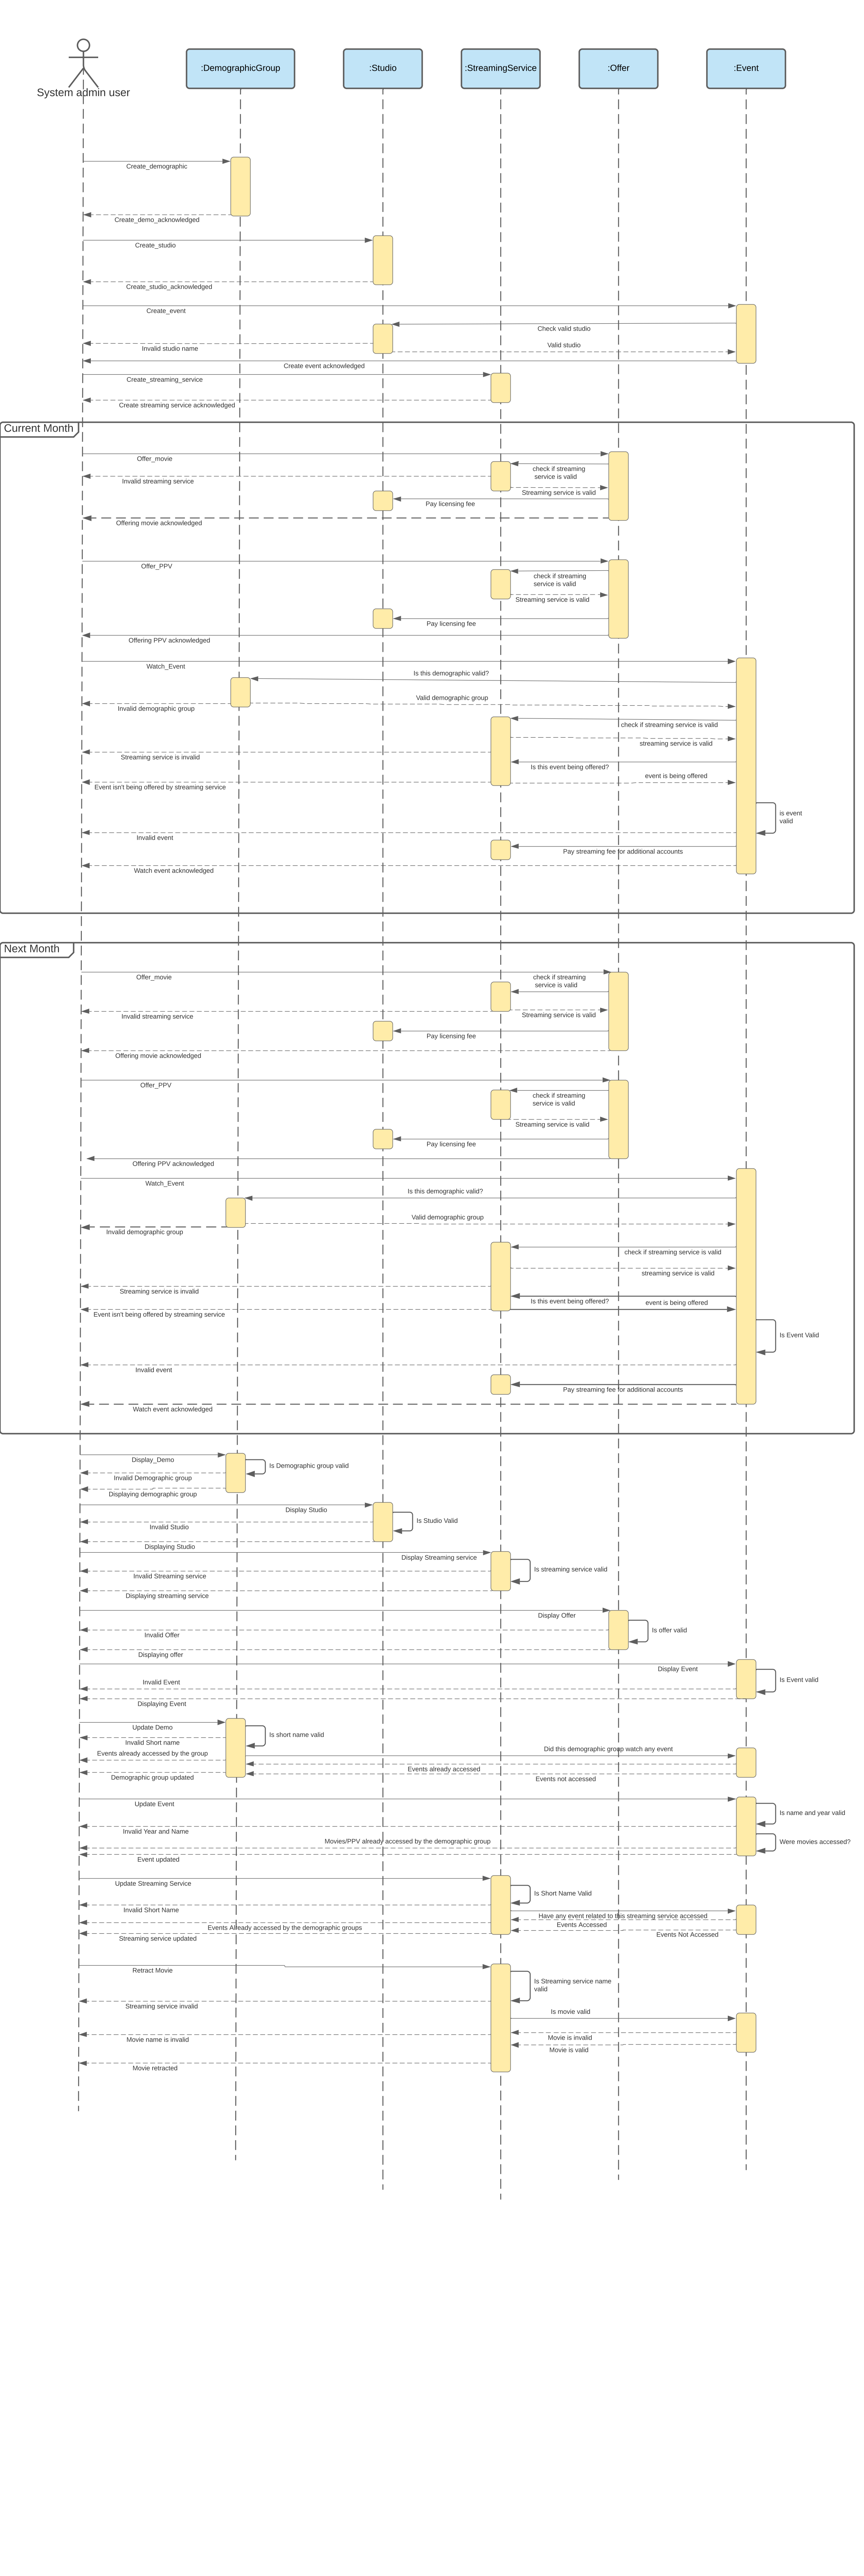 System admin user
:DemographicGroup
:Studio
:StreamingService
:Offer
:Event
Create_demographic
Create_demo_acknowledged
Create_studio
Create_studio_acknowledged
Create_event
Check valid studio
Valid studio
Invalid studio name
Create event acknowledged
Create_streaming_service
Create streaming service acknowledged
Current Month
Offer_movie
check if streaming
service is valid
Invalid streaming service
Streaming service is valid
Pay licensing fee
Offering movie acknowledged
Offer_PPV
check if streaming
service is valid
Streaming service is valid
Pay licensing fee
Offering PPV acknowledged
Watch_Event
Is this demographic valid?
Valid demographic group
Invalid demographic group
check if streaming service is valid
streaming service is valid
Streaming service is invalid
Is this event being offered?
event is being offered
Event isn't being offered by streaming service
is event
valid
Invalid event
Pay streaming fee for additional accounts
Watch event acknowledged
Next Month
Offer_movie
check if streaming
service is valid
Invalid streaming service
Streaming service is valid
Pay licensing fee
Offering movie acknowledged
Offer_PPV
check if streaming
service is valid
Streaming service is valid
Pay licensing fee
Offering PPV acknowledged
Watch_Event
Is this demographic valid?
Valid demographic group
Invalid demographic group
check if streaming service is valid
streaming service is valid
Streaming service is invalid
Is this event being offered?
event is being offered
Event isn't being offered by streaming service
Is Event Valid
Invalid event
Pay streaming fee for additional accounts
Watch event acknowledged
Display_Demo
Is Demographic group valid
Invalid Demographic group
Displaying demographic group
Display Studio
Is Studio Valid
Invalid Studio
Displaying Studio
Display Streaming service
Is streaming service valid
Invalid Streaming service
Displaying streaming service
Display Offer
Is offer valid
Invalid Offer
Displaying offer
Display Event
Is Event valid
Invalid Event
Displaying Event
Update Demo
Is short name valid
Invalid Short name
Did this demographic group watch any event
Events already accessed by the group
Events already accessed
Demographic group updated
Events not accessed
Update Event
Is name and year valid
Invalid Year and Name
Movies/PPV already accessed by the demographic group
Were movies accessed?
Event updated
Update Streaming Service
Is Short Name Valid
Invalid Short Name
Have any event related to this streaming service accessed
Events Accessed
Events Already accessed by the demographic groups
Events Not Accessed
Streaming service updated
Retract Movie
Is Streaming service name
valid
Streaming service invalid
Is movie valid
Movie is invalid
Movie name is invalid
Movie is valid
Movie retracted